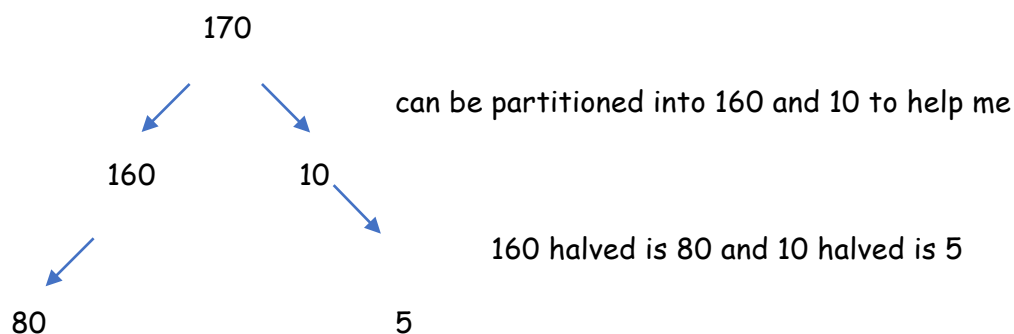 170
can be partitioned into 160 and 10 to help me
160 10
160 halved is 80 and 10 halved is 5
80 5